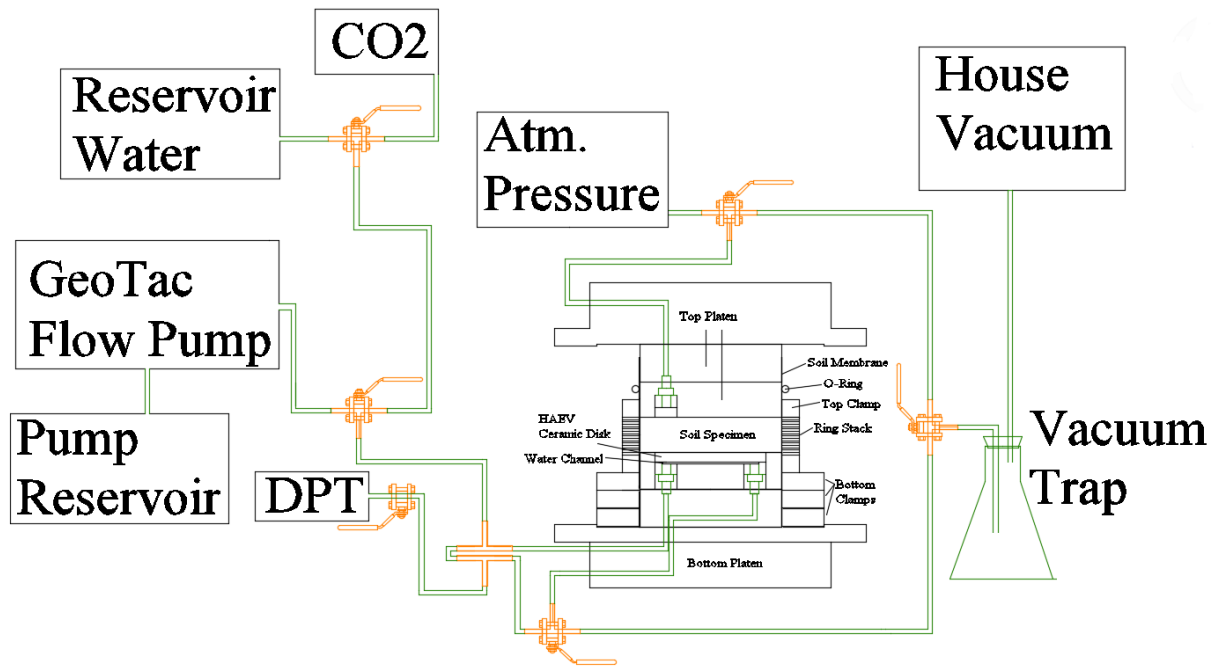 CO2
Reservoir
Water
House
Vacuum
Atm.
Pressure
GeoTac
Flow Pump
Top Platen
Soil Membrane
O-Ring
Top Clamp
HAEV
Ceramic Disk
Soil Specimen
Ring Stack
Water Channel
Pump
Reservoir
DPT
Bottom
Clamps
Vacuum
Trap
Bottom Platen